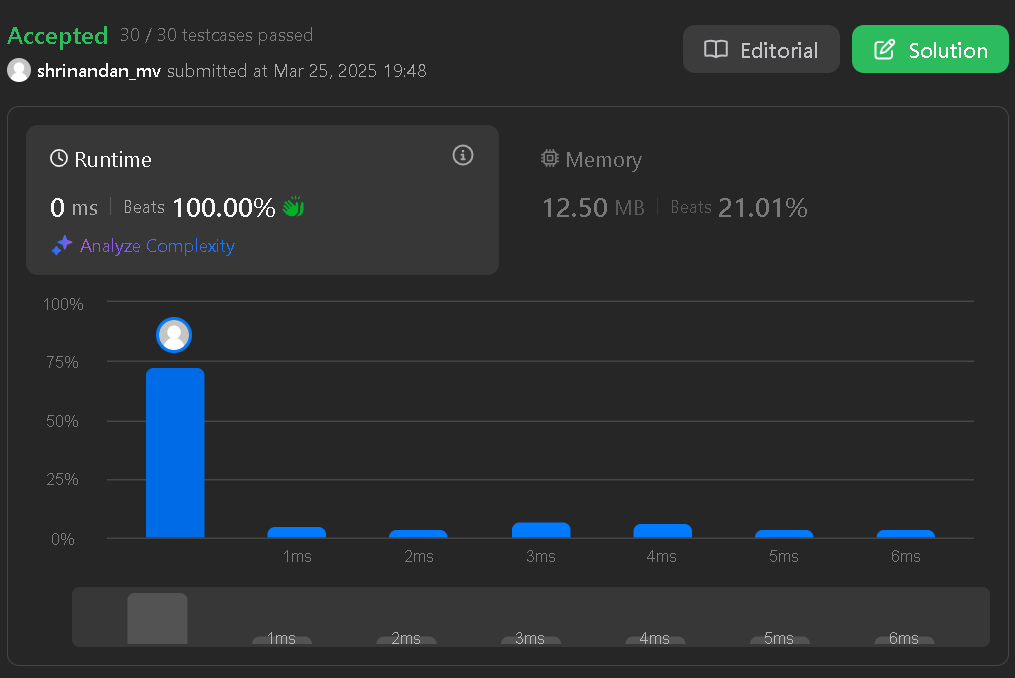 Accepted 30 / 30 testcases passed
Editorial
Solution
shrinandan_mv submitted at Mar 25, 2025 19:48
Runtime
0 ms | Beats 100.00%
Analyze Complexity
Memory
12.50 MB | Beats 21.01%
100%
75%
50%
25%
0%
1ms 2ms 3ms 4ms 5ms 6ms
1ms 2ms 3ms 4ms 5ms 6ms